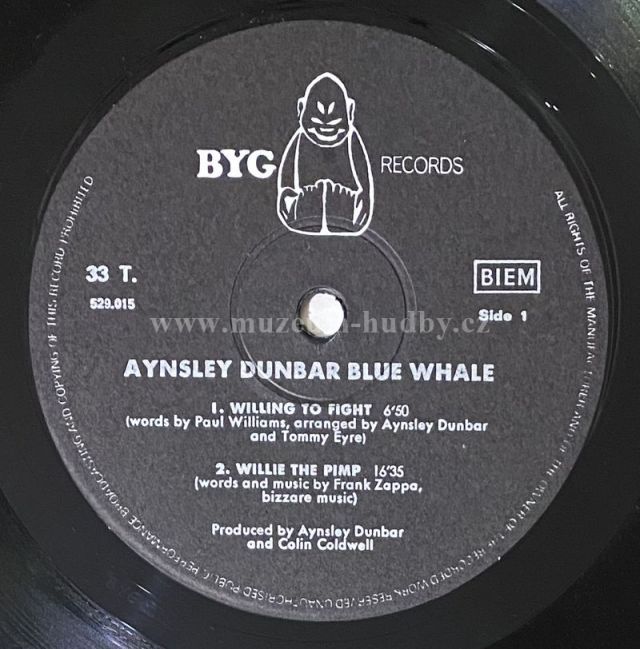 BYG RECORDS
33 T.
529.015
BIEM
Side 1
www.muzeum-hudby.cz
AYNSLEY DUNBAR BLUE WHALE
1. WILLING TO FIGHT 6'50
(words by Paul Williams, arranged by Aynsley Dunbar
and Tommy Eyre)
2. WILLIE THE PIMP 16'35
(words and music by Frank Zappa,
bizzare music)
Produced by Aynsley Dunbar
and Colin Coldwell
ALL RIGHTS OF THE MANUFACTURER AND OF THE OWNER OF THE RECORDED WORK RESERVED UNAUTHORISED PUBLIC PERFORMANCE BROADCASTING AND COPYING OF THIS RECORD PROHIBITED